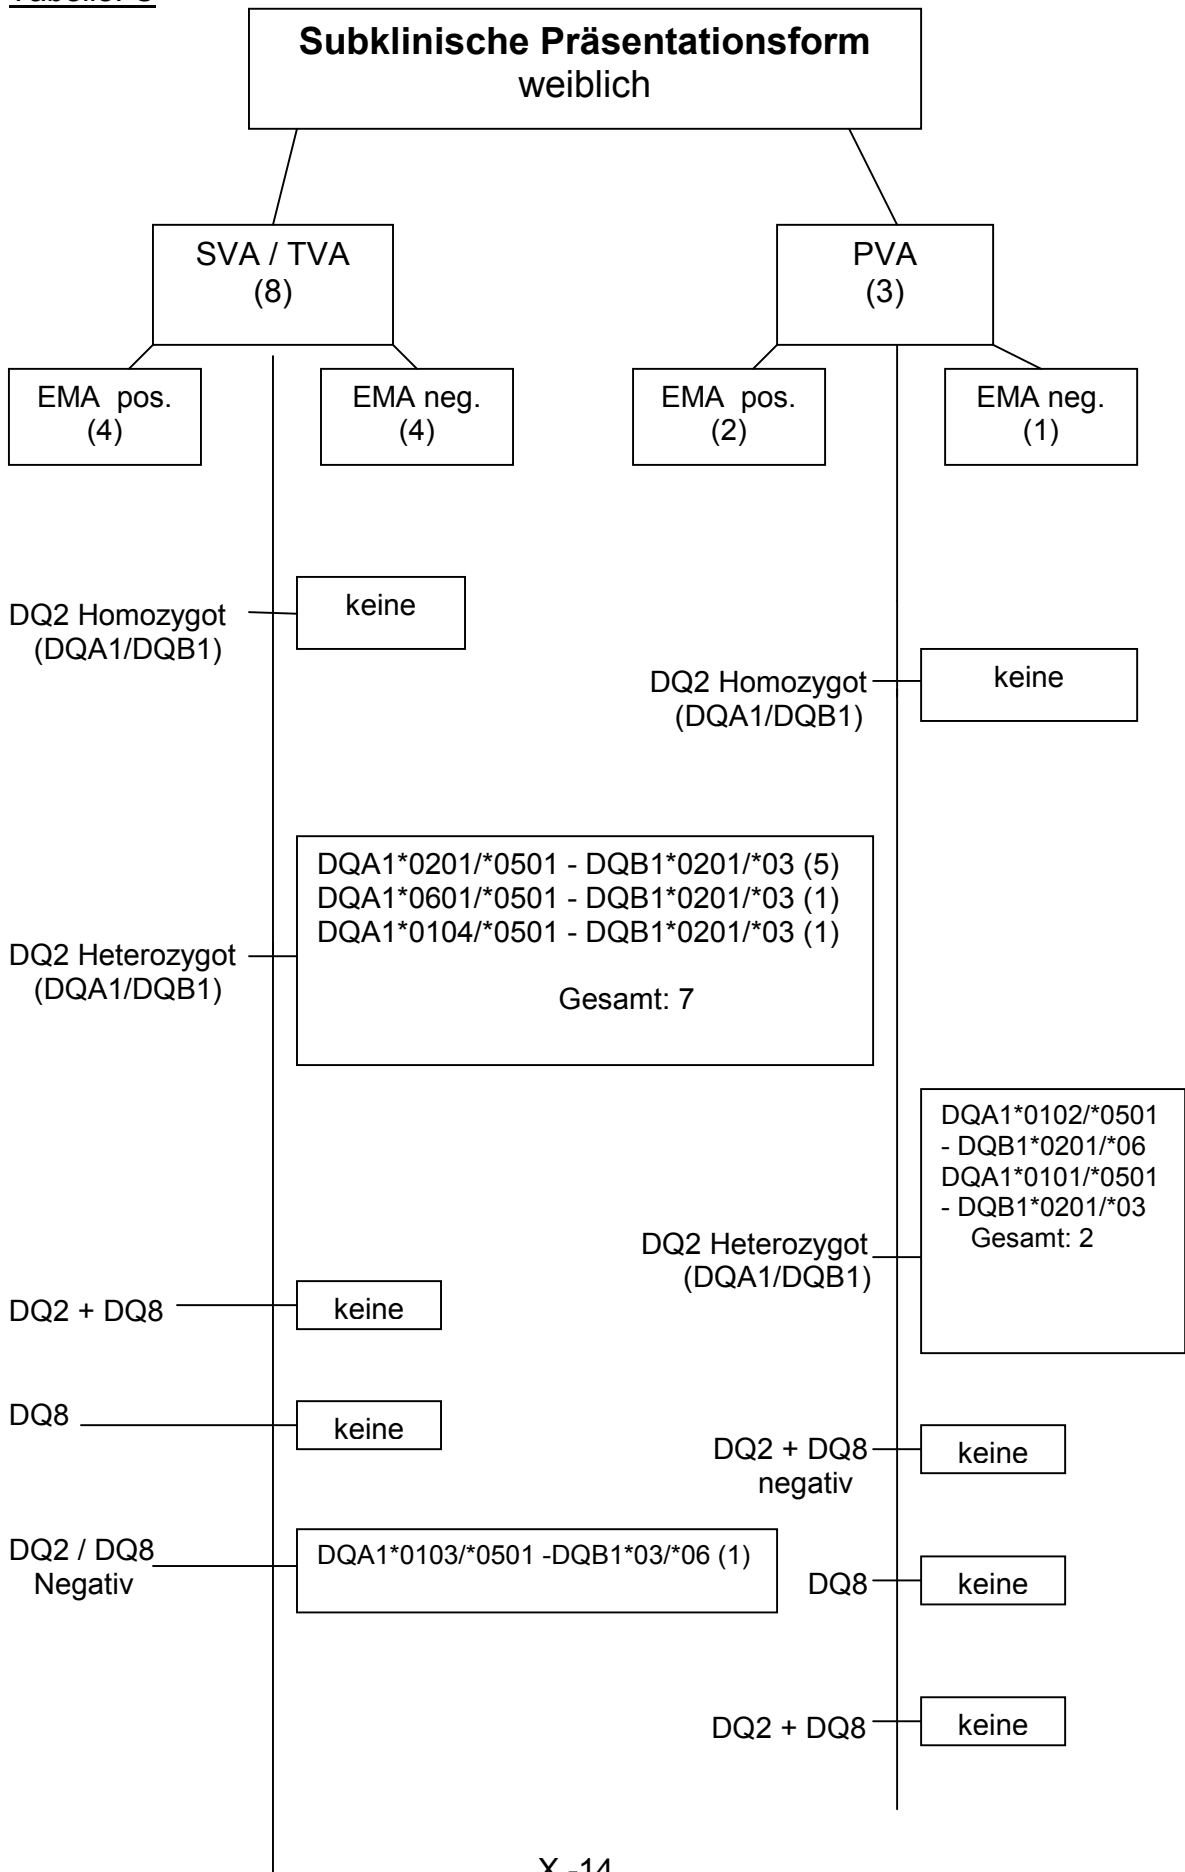 Subklinische Präsentationsform
weiblich
SVA / TVA
(8)
PVA
(3)
EMA pos.
(4)
EMA neg.
(4)
EMA pos.
(2)
EMA neg.
(1)
DQ2 Homozygot
(DQA1/DQB1)
keine
DQ2 Homozygot
(DQA1/DQB1)
keine
DQ2 Heterozygot
(DQA1/DQB1)
DQA1*0201/*0501 - DQB1*0201/*03 (5)
DQA1*0601/*0501 - DQB1*0201/*03 (1)
DQA1*0104/*0501 - DQB1*0201/*03 (1)
Gesamt: 7
DQ2 Heterozygot
(DQA1/DQB1)
DQA1*0102/*0501
- DQB1*0201/*06
DQA1*0101/*0501
- DQB1*0201/*03
Gesamt: 2
DQ2 + DQ8
keine
DQ8
keine
DQ2 + DQ8
negativ
keine
DQ2 / DQ8
Negativ
DQA1*0103/*0501 -DQB1*03/*06 (1)
DQ8
keine
DQ2 + DQ8
keine
X -14